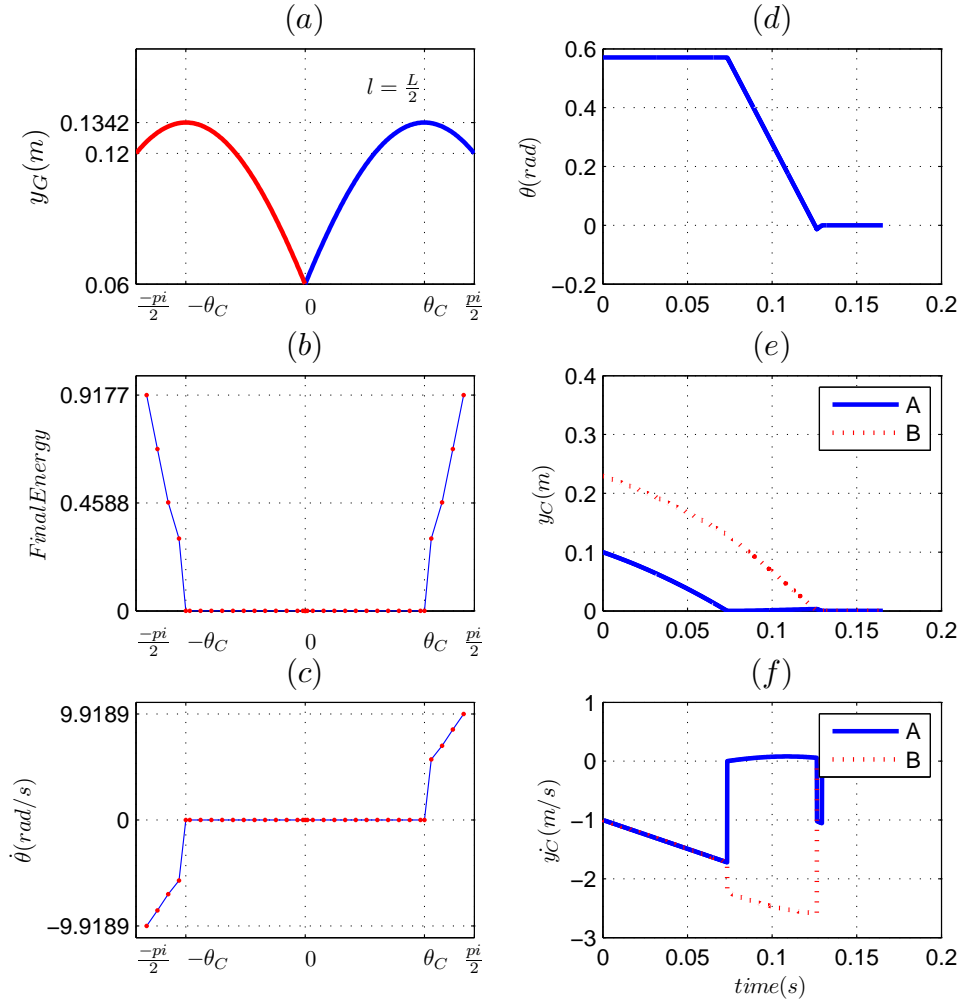 (a)
l = L/2
y_G(m)
0.1342
0.12
0.06
−pi/2 −θ_C 0 θ_C pi/2
(b)
FinalEnergy
0.9177
0.4588
0
−pi/2 −θ_C 0 θ_C pi/2
(c)
θ̇(rad/s)
9.9189
0
−9.9189
−pi/2 −θ_C 0 θ_C pi/2
(d)
θ(rad)
0.6
0.4
0.2
0
−0.2
0 0.05 0.1 0.15 0.2
(e)
y_C(m)
0.4
0.3
0.2
0.1
0
A
B
0 0.05 0.1 0.15 0.2
(f)
ẏ_C(m/s)
1
0
−1
−2
−3
A
B
0 0.05 0.1 0.15 0.2
time(s)